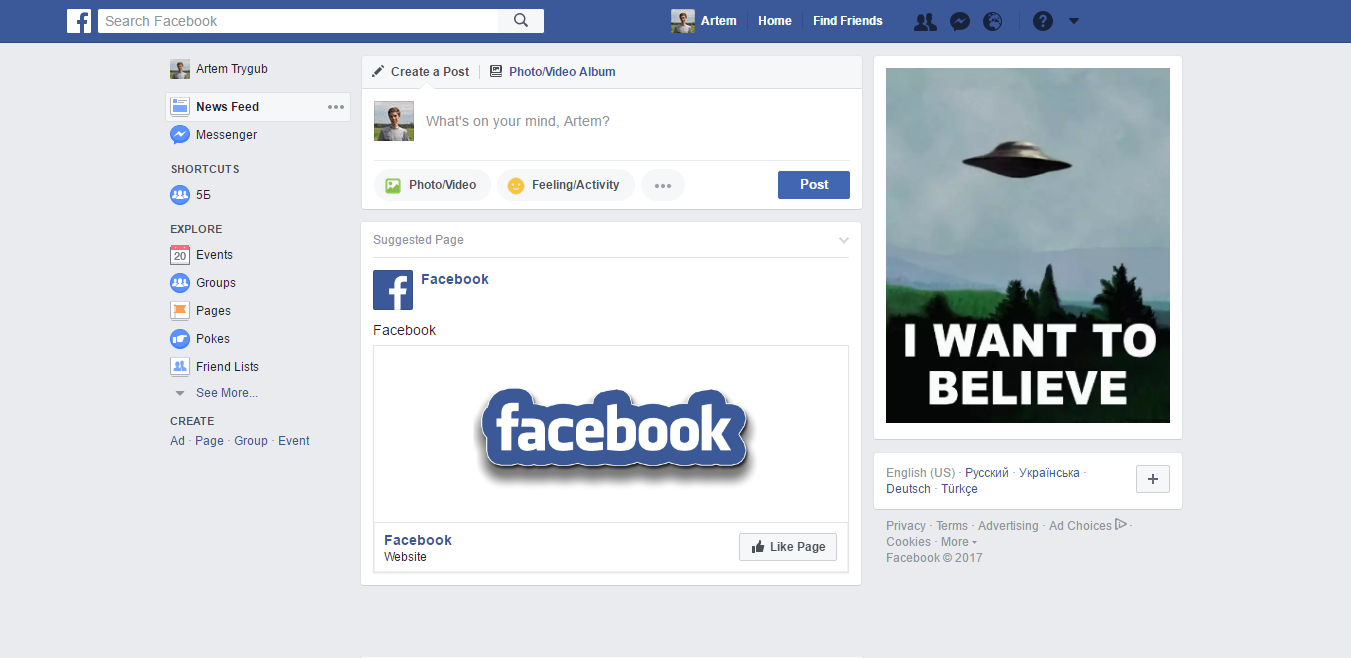 f Search Facebook Artem Home Find Friends ?
Artem Trygub
News Feed
Messenger
SHORTCUTS
5Б
EXPLORE
20 Events
Groups
Pages
Pokes
Friend Lists
See More...
CREATE
Ad · Page · Group · Event
Create a Post Photo/Video Album
What's on your mind, Artem?
Photo/Video Feeling/Activity Post
Suggested Page
f Facebook
Facebook
facebook
Facebook
Website
Like Page
I WANT TO
BELIEVE
English (US) · Русский · Українська ·
Deutsch · Türkçe
+
Privacy · Terms · Advertising · Ad Choices ·
Cookies · More
Facebook © 2017